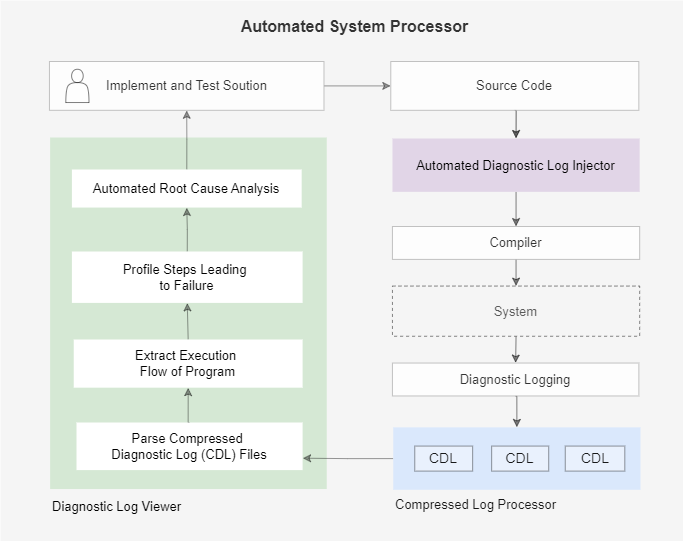 Automated System Processor
Implement and Test Soution
Source Code
Automated Diagnostic Log Injector
Automated Root Cause Analysis
Compiler
Profile Steps Leading
to Failure
System
Extract Execution
Flow of Program
Diagnostic Logging
Parse Compressed
Diagnostic Log (CDL) Files
CDL
CDL
CDL
Diagnostic Log Viewer
Compressed Log Processor